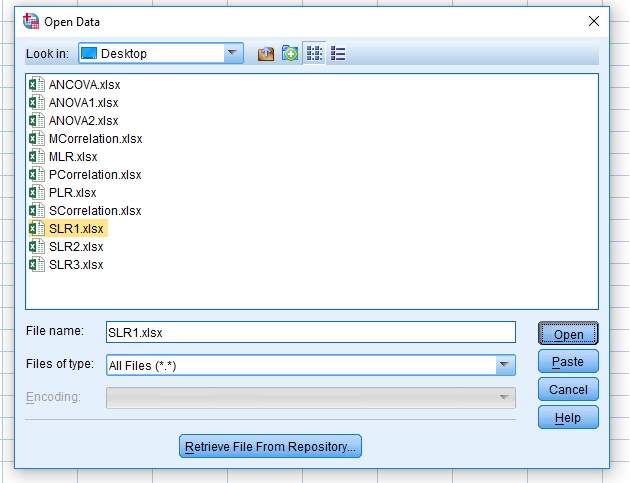 Open Data
Look in: Desktop
ANCOVA.xlsx
ANOVA1.xlsx
ANOVA2.xlsx
MCorrelation.xlsx
MLR.xlsx
PCorrelation.xlsx
PLR.xlsx
SCorrelation.xlsx
SLR1.xlsx
SLR2.xlsx
SLR3.xlsx
File name: SLR1.xlsx Open
Files of type: All Files (*.*) Paste
Encoding: Cancel
Help
Retrieve File From Repository...